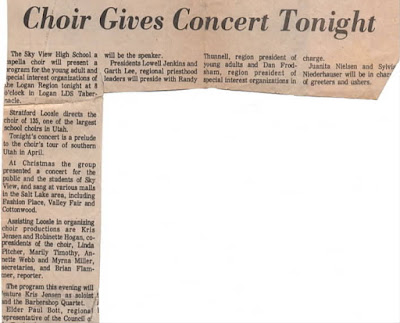 Choir Gives Concert Tonight
The Sky View High School a
capella choir will present a
program for the young adult and
special interest organizations of
the Logan Region tonight at 8
o'clock in Logan LDS Taber-
nacle.
Stratford Loosle directs the
choir of 135, one of the largest
school choirs in Utah.
Tonight's concert is a prelude
to the choir's tour of southern
Utah in April.
At Christmas the group
presented a concert for the
public and the students of Sky
View, and sang at various malls
in the Salt Lake area, including
Fashion Place, Valley Fair and
Cottonwood.
Assisting Loosle in organizing
choir productions are Kris
Jensen and Robinette Hogan, co-
presidents of the choir, Linda
Pitcher, Marily Timothy, An-
nette Webb and Myrna Miller,
secretaries, and Brian Flam-
mer, reporter.
The program this evening will
feature Kris Jensen as soloist
and the Barbershop Quartet.
Elder Paul Bott, regional
representative of the Council of
will be the speaker.
Presidents Lowell Jenkins and
Garth Lee, regional priesthood
leaders will preside with Randy
Thunnell, region president of
young adults and Dan Frod-
sham, region president of
special interest organizations in
charge.
Juanita Nielsen and Sylvia
Niederhauser will be in char
of greeters and ushers.